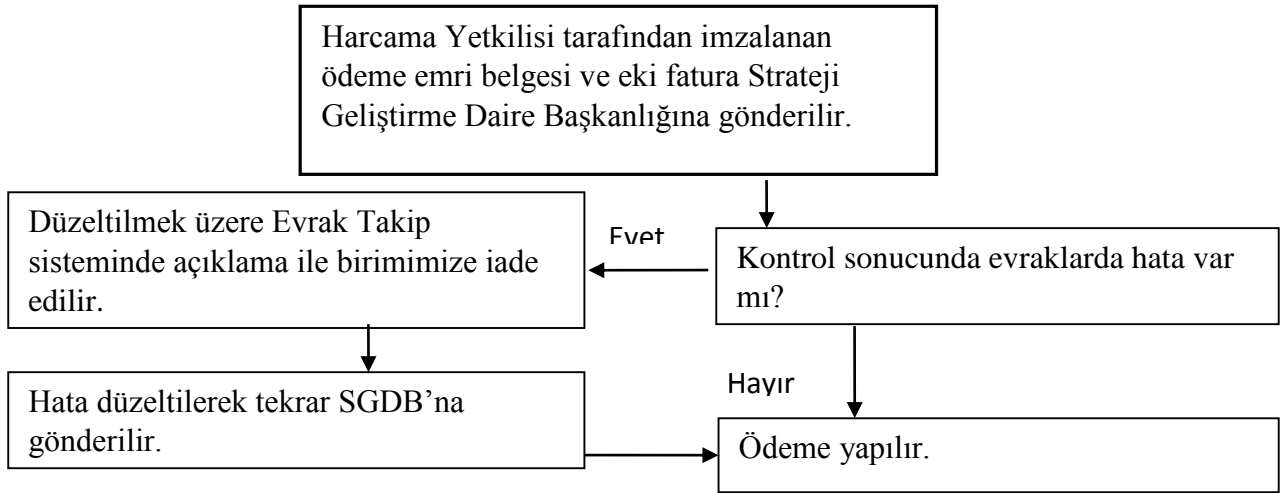 Harcama Yetkilisi tarafından imzalanan
ödeme emri belgesi ve eki fatura Strateji
Geliştirme Daire Başkanlığına gönderilir.
Düzeltilmek üzere Evrak Takip
sisteminde açıklama ile birimimize iade
edilir.
Evet
Kontrol sonucunda evraklarda hata var
mı?
Hata düzeltilerek tekrar SGDB’na
gönderilir.
Hayır
Ödeme yapılır.